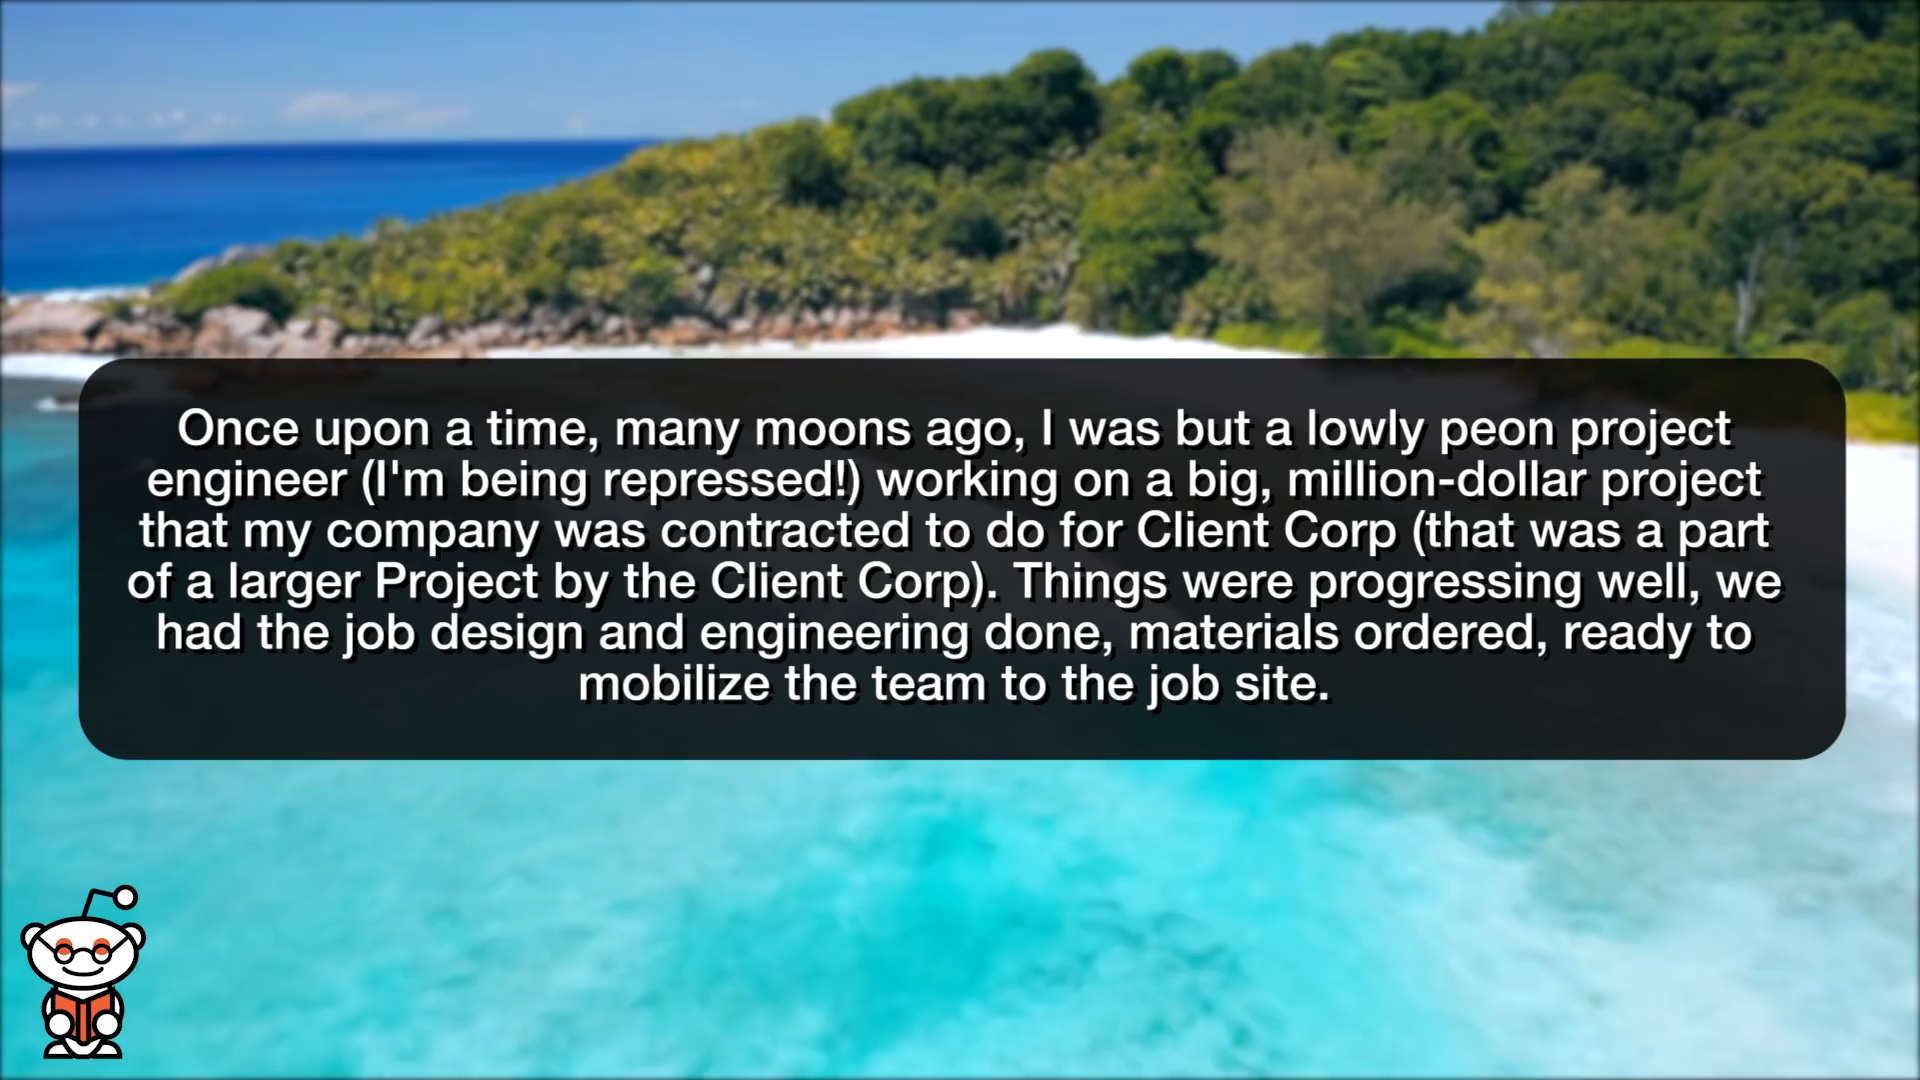 Once upon a time, many moons ago, I was but a lowly peon project
engineer (I'm being repressed!) working on a big, million-dollar project
that my company was contracted to do for Client Corp (that was a part
of a larger Project by the Client Corp). Things were progressing well, we
had the job design and engineering done, materials ordered, ready to
mobilize the team to the job site.